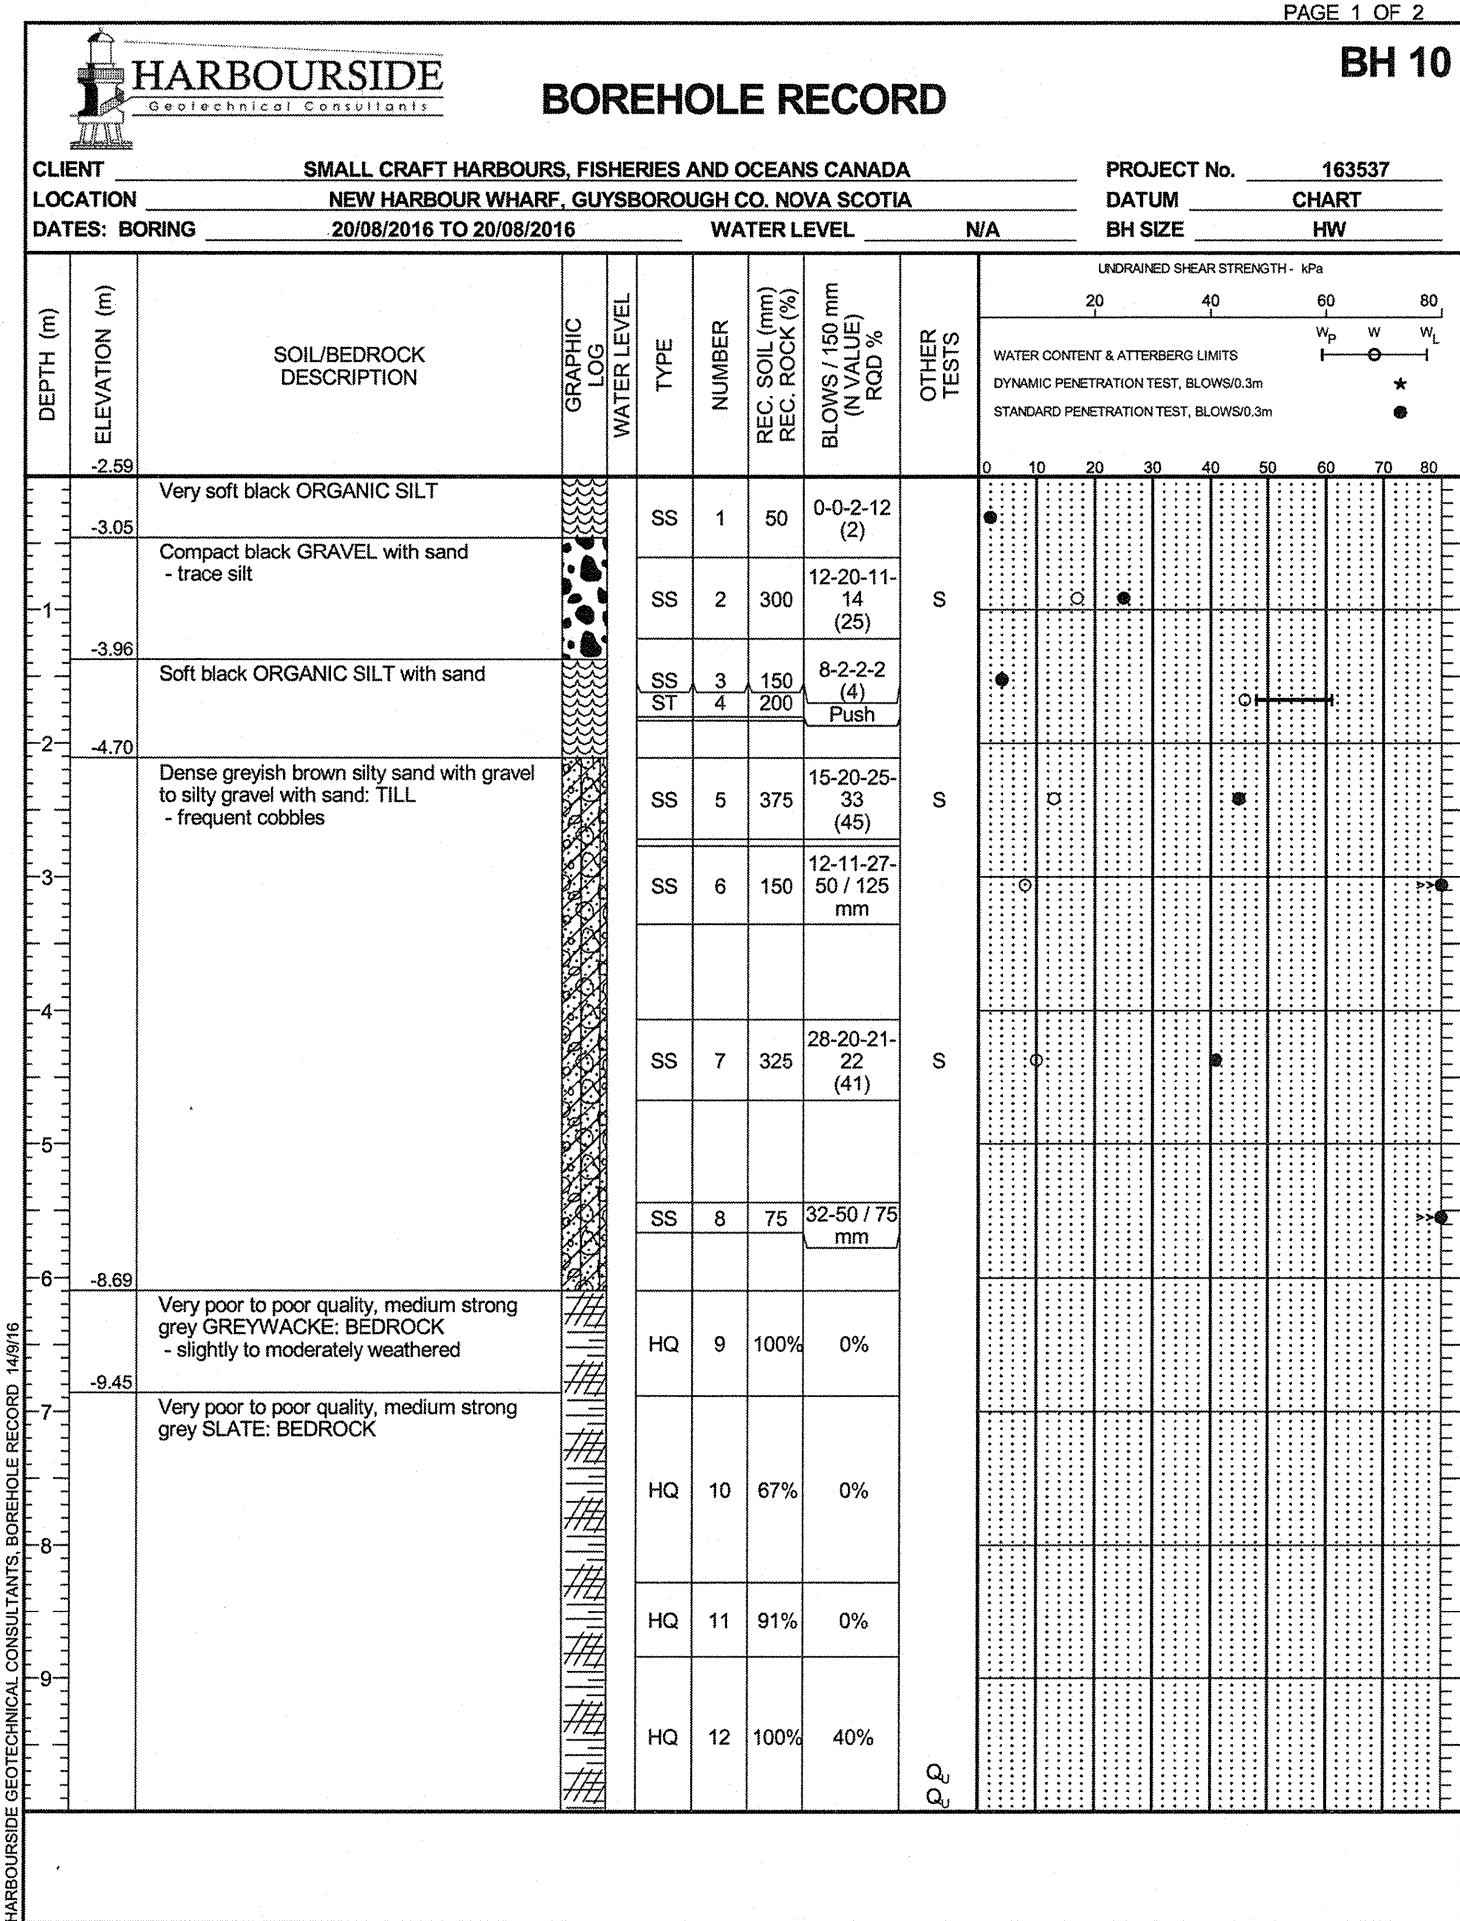 PAGE 1 OF 2
HARBOURSIDE
Geotechnical Consultants
BOREHOLE RECORD
BH 10
CLIENT SMALL CRAFT HARBOURS, FISHERIES AND OCEANS CANADA PROJECT No. 163537
LOCATION NEW HARBOUR WHARF, GUYSBOROUGH CO. NOVA SCOTIA DATUM CHART
DATES: BORING 20/08/2016 TO 20/08/2016 WATER LEVEL N/A BH SIZE HW
DEPTH (m)
ELEVATION (m)
SOIL/BEDROCK
DESCRIPTION
GRAPHIC
LOG
WATER LEVEL
TYPE
NUMBER
REC. SOIL (mm)
REC. ROCK (%)
BLOWS / 150 mm
(N VALUE)
RQD %
OTHER
TESTS
UNDRAINED SHEAR STRENGTH - kPa
20 40 60 80
WP W WL
WATER CONTENT & ATTERBERG LIMITS
DYNAMIC PENETRATION TEST, BLOWS/0.3m ★
STANDARD PENETRATION TEST, BLOWS/0.3m ●
0 10 20 30 40 50 60 70 80
-2.59
Very soft black ORGANIC SILT
SS 1 50 0-0-2-12
(2)
-3.05
Compact black GRAVEL with sand
- trace silt
SS 2 300 12-20-11-
14
(25)
S
1
-3.96
Soft black ORGANIC SILT with sand
SS 3 150 8-2-2-2
(4)
ST 4 200 Push
2
-4.70
Dense greyish brown silty sand with gravel
to silty gravel with sand: TILL
- frequent cobbles
SS 5 375 15-20-25-
33
(45)
S
3
SS 6 150 12-11-27-
50 / 125
mm
>>
4
SS 7 325 28-20-21-
22
(41)
S
5
SS 8 75 32-50 / 75
mm
>>
6
-8.69
Very poor to poor quality, medium strong
grey GREYWACKE: BEDROCK
- slightly to moderately weathered
HQ 9 100% 0%
-9.45
7
Very poor to poor quality, medium strong
grey SLATE: BEDROCK
HQ 10 67% 0%
8
HQ 11 91% 0%
9
HQ 12 100% 40%
QU
QU
HARBOURSIDE GEOTECHNICAL CONSULTANTS, BOREHOLE RECORD 14/9/16